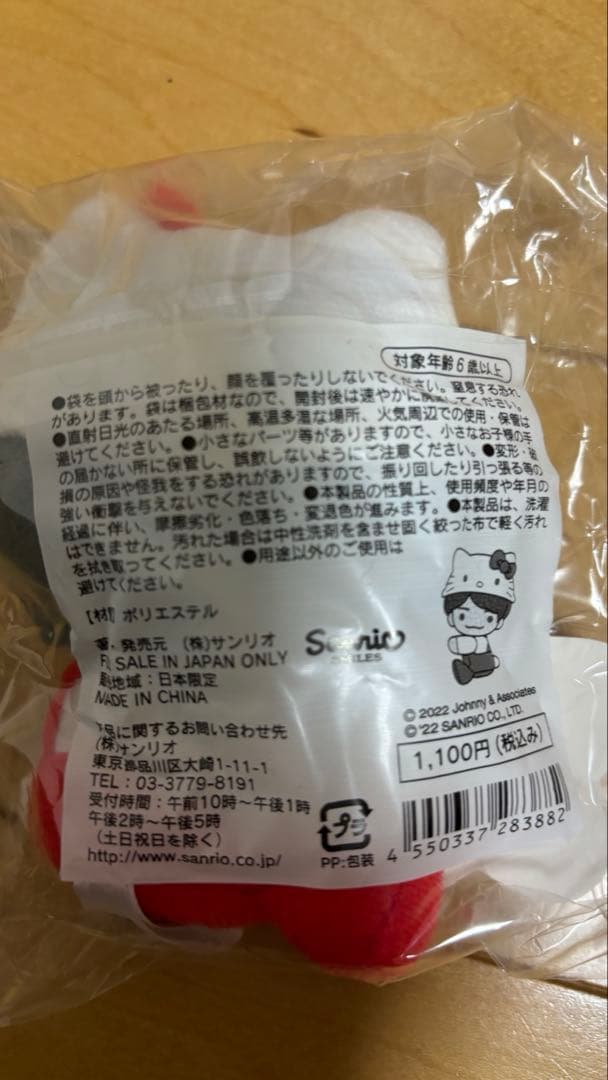 対象年齢6歳以上
●袋を頭から被ったり、顔を覆ったりしないでください。窒息する恐れ
があります。袋は梱包材なので、開封後は速やかに てください。
●直射日光のあたる場所、高温多湿な場所、火気周辺での使用・保管は
避けてください。●小さなパーツ等がありますので、小さなお子様の手
の届かない所に保管し、誤飲しないようにご注意ください。●変形・破
損の原因や怪我をする恐れがありますので、振り回したり引っ張る等の
強い衝撃を与えないでください。●本製品の性質上、使用頻度や年月の
経過に伴い、摩擦劣化・色落ち・変退色が進みます。●本製品は、洗濯
はできません。汚れた場合は中性洗剤を含ませ固く絞った布で軽く汚れ
を拭き取ってください。●用途以外のご使用は
避けてください。
【材】ポリエステル
発売元 (株)サンリオ
SALE IN JAPAN ONLY
地域:日本限定
MADE IN CHINA
Sanrio
SMILES
© 2022 Johnny & Associates
© '22 SANRIO CO., LTD.
1,100円(税込み)
品に関するお問い合わせ先
(株)サンリオ
東京都品川区大崎1-11-1
TEL:03-3779-8191
受付時間:午前10時～午後1時
午後2時～午後5時
(土日祝日を除く)
http://www.sanrio.co.jp/
プラ
PP:包装
4 550337 283882